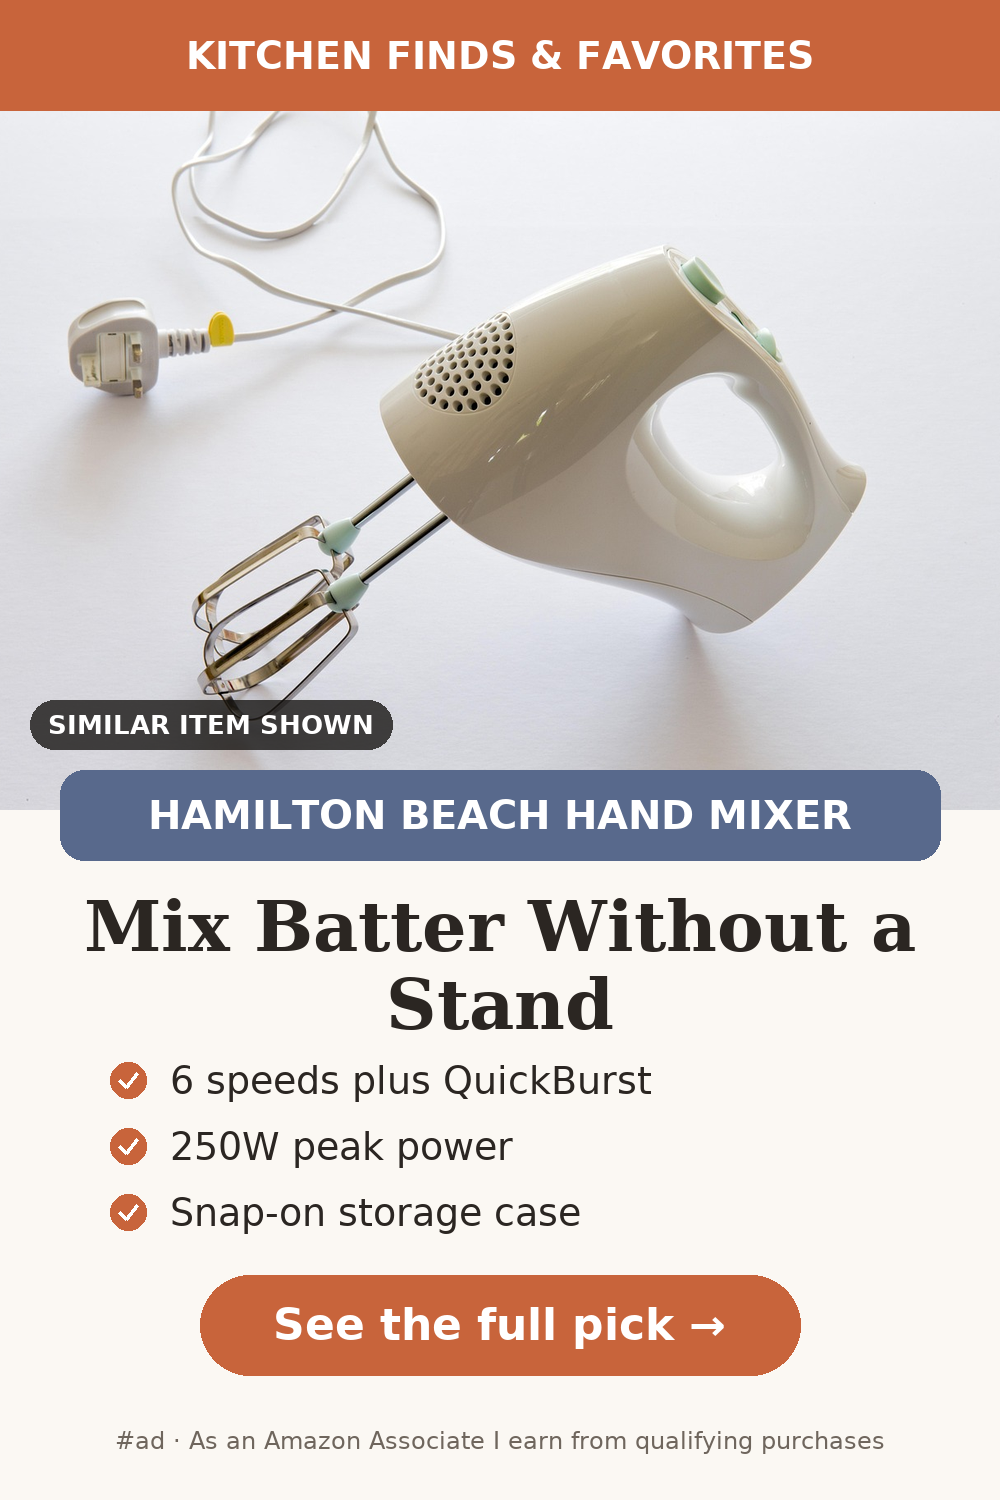 KITCHEN FINDS & FAVORITES
SIMILAR ITEM SHOWN
HAMILTON BEACH HAND MIXER
Mix Batter Without a
Stand
6 speeds plus QuickBurst
250W peak power
Snap-on storage case
See the full pick →
#ad · As an Amazon Associate I earn from qualifying purchases